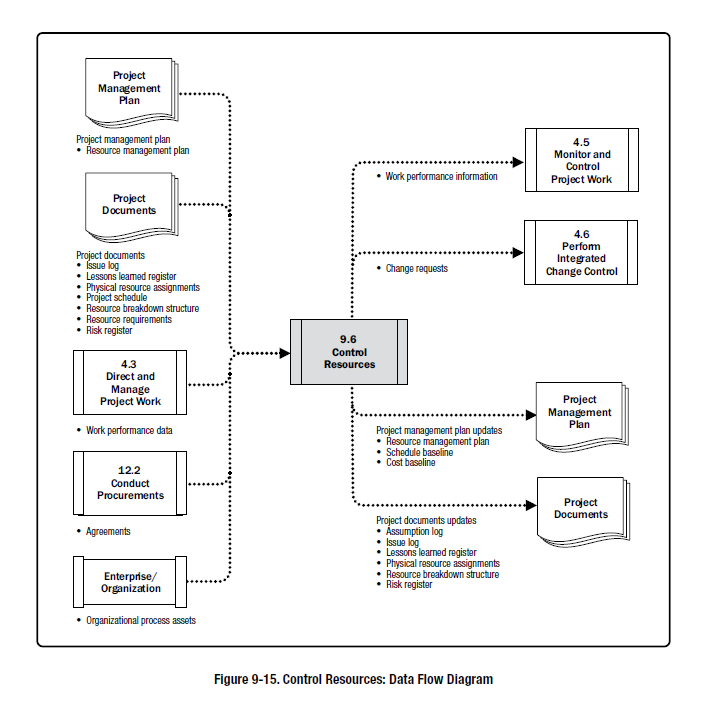 Project
Management
Plan
Project management plan
• Resource management plan
Project
Documents
Project documents
• Issue log
• Lessons learned register
• Physical resource assignments
• Project schedule
• Resource breakdown structure
• Resource requirements
• Risk register
4.3
Direct and
Manage
Project Work
• Work performance data
12.2
Conduct
Procurements
• Agreements
Enterprise/
Organization
• Organizational process assets
9.6
Control
Resources
4.5
Monitor and
Control
Project Work
• Work performance information
4.6
Perform
Integrated
Change Control
• Change requests
Project
Management
Plan
Project management plan updates
• Resource management plan
• Schedule baseline
• Cost baseline
Project
Documents
Project documents updates
• Assumption log
• Issue log
• Lessons learned register
• Physical resource assignments
• Resource breakdown structure
• Risk register
Figure 9-15. Control Resources: Data Flow Diagram